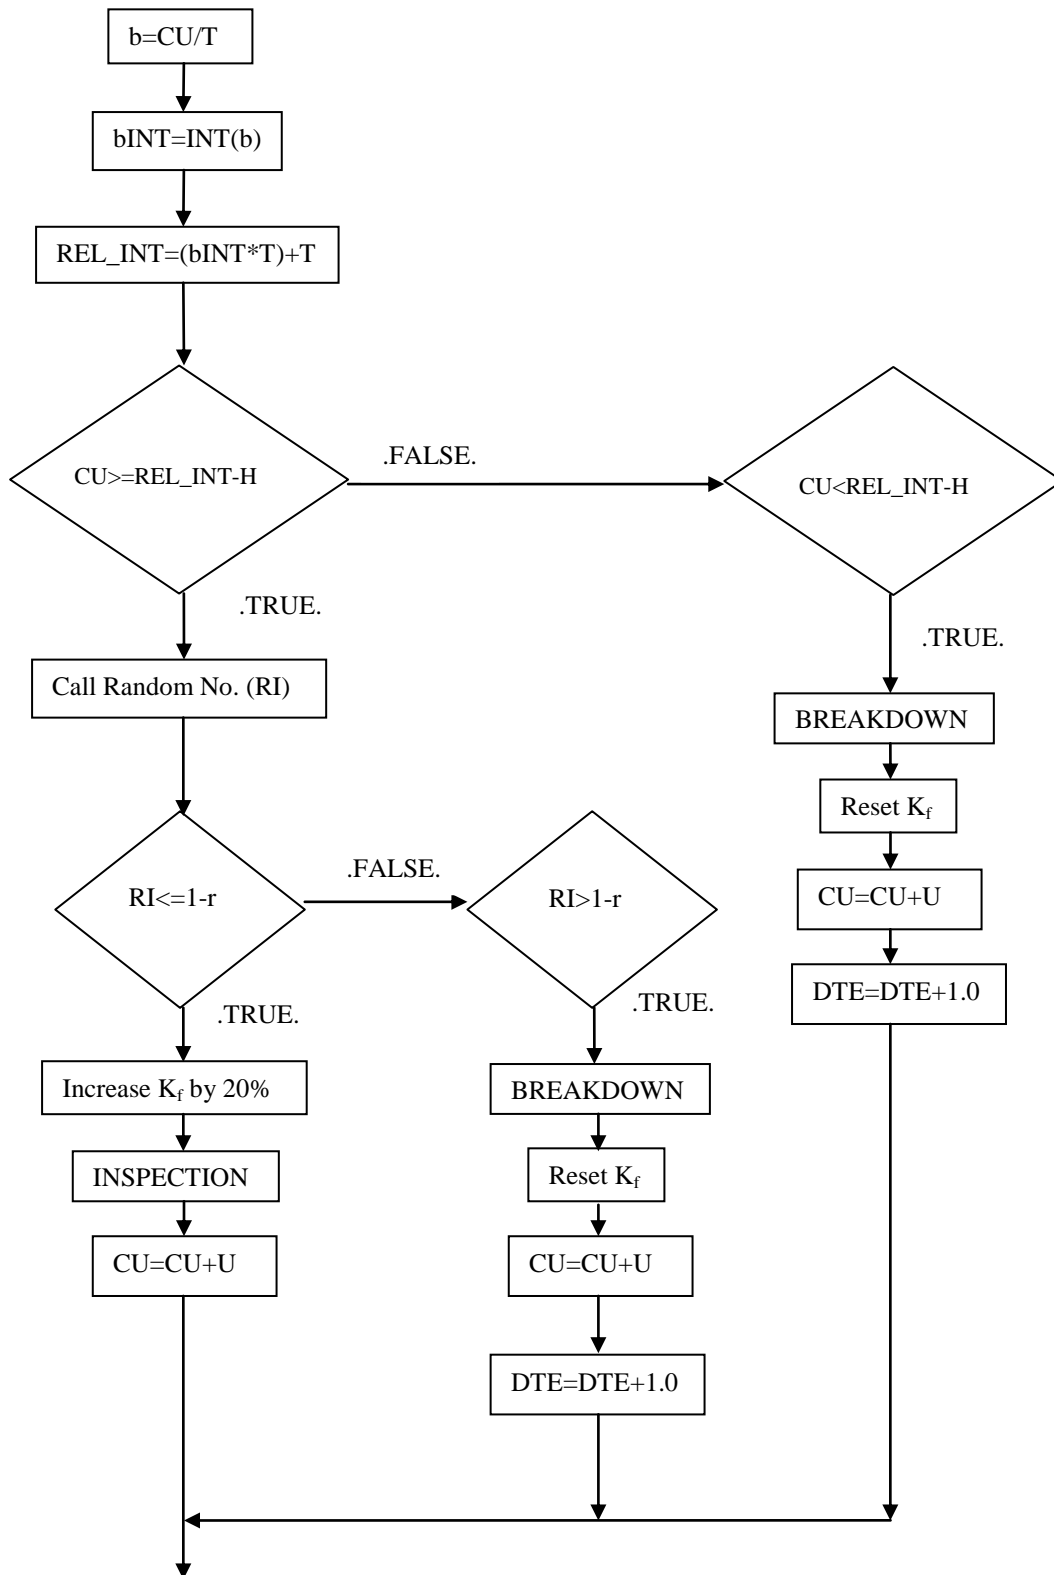 b=CU/T
bINT=INT(b)
REL_INT=(bINT*T)+T
CU>=REL_INT-H
.FALSE.
CU<REL_INT-H
.TRUE.
.TRUE.
Call Random No. (RI)
BREAKDOWN
Reset Kf
RI<=1-r
.FALSE.
RI>1-r
CU=CU+U
DTE=DTE+1.0
.TRUE.
.TRUE.
Increase Kf by 20%
BREAKDOWN
INSPECTION
Reset Kf
CU=CU+U
CU=CU+U
DTE=DTE+1.0